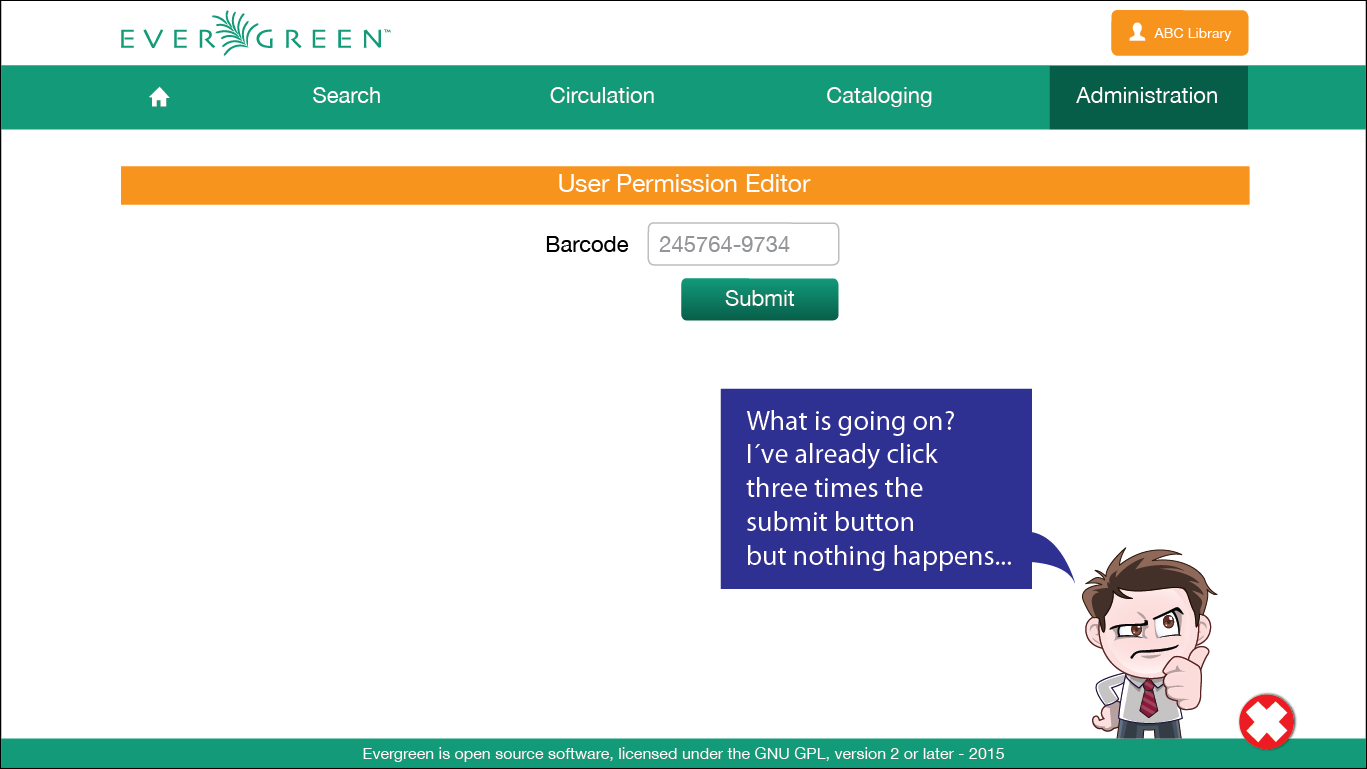 EVERGREEN™
ABC Library
Search
Circulation
Cataloging
Administration
User Permission Editor
Barcode
245764-9734
Submit
What is going on?
I´ve already click
three times the
submit button
but nothing happens...
Evergreen is open source software, licensed under the GNU GPL, version 2 or later - 2015